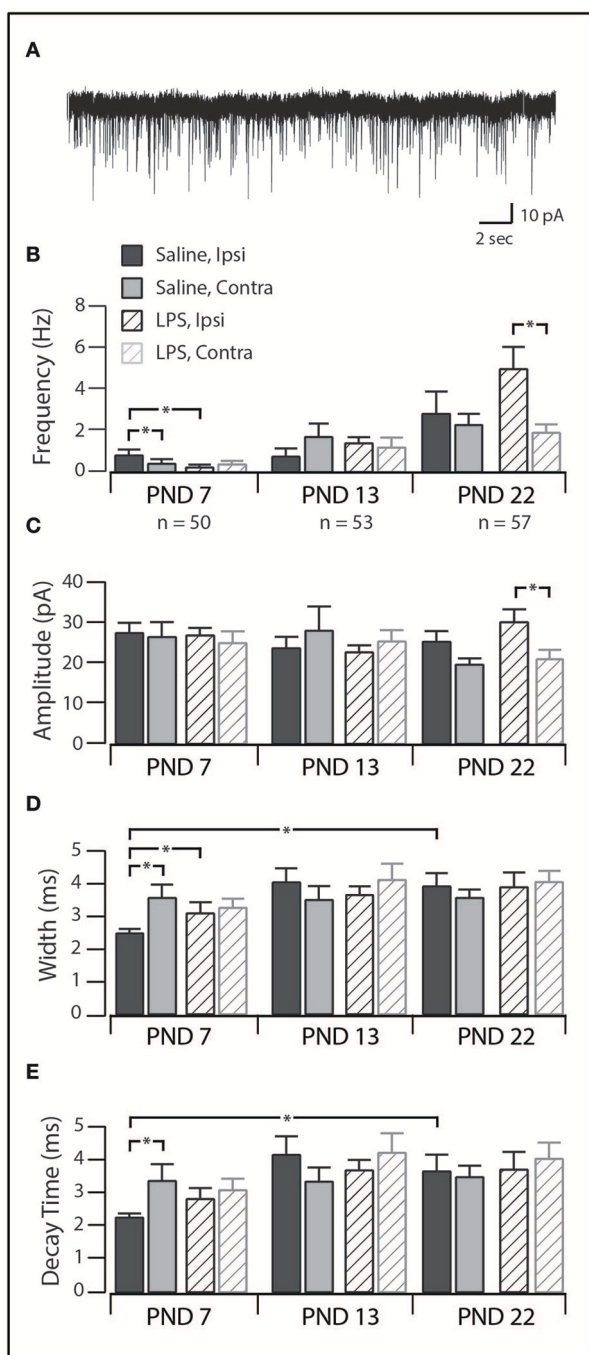 A
10 pA
2 sec
B
Saline, Ipsi
Saline, Contra
LPS, Ipsi
LPS, Contra
Frequency (Hz)
8
6
4
2
0
*
*
*
PND 7
PND 13
PND 22
n = 50
n = 53
n = 57
C
Amplitude (pA)
40
30
20
10
0
*
PND 7
PND 13
PND 22
D
Width (ms)
5
4
3
2
1
0
*
*
*
PND 7
PND 13
PND 22
E
Decay Time (ms)
5
4
3
2
1
0
*
*
PND 7
PND 13
PND 22